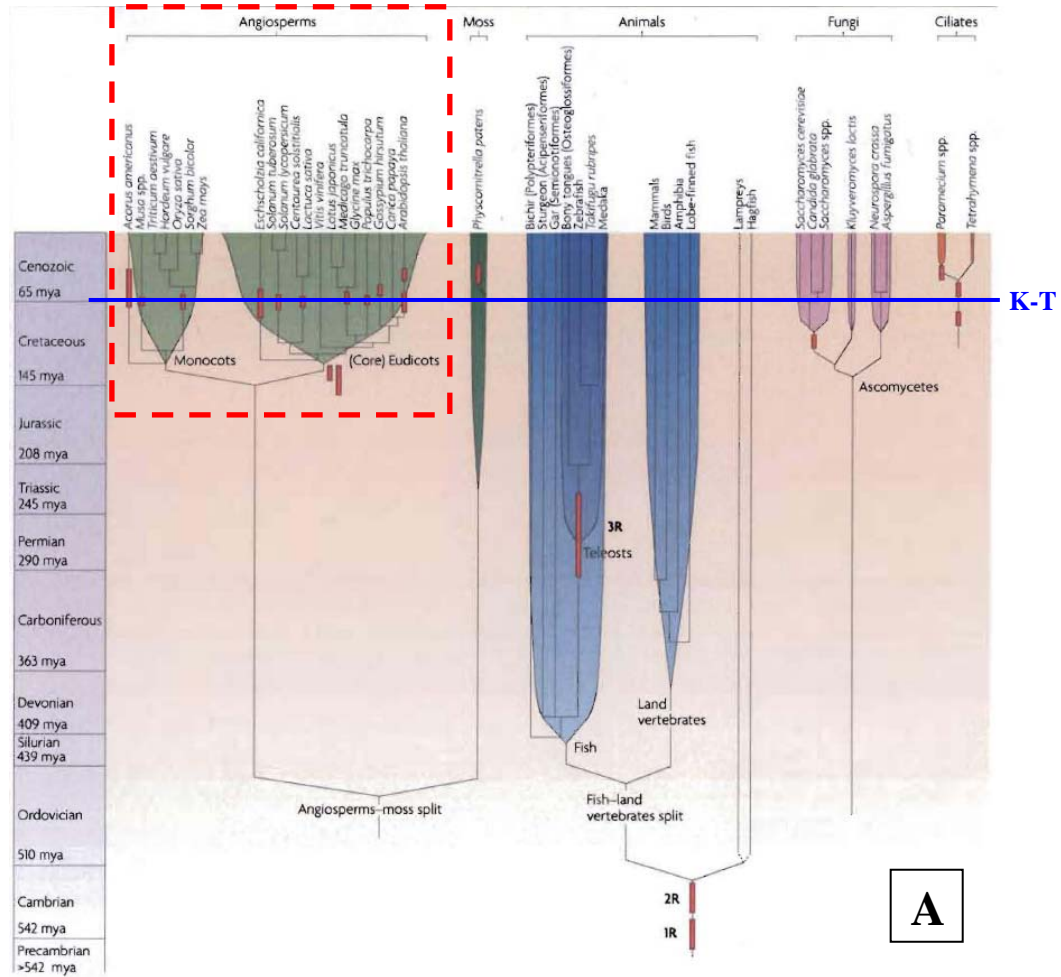 Angiosperms
Moss
Animals
Fungi
Ciliates
Acorus americanus
Musa spp.
Triticum aestivum
Hordeum vulgare
Oryza sativa
Sorghum bicolor
Zea mays
Eschscholzia californica
Solanum tuberosum
Solanum lycopersicum
Centaurea solstitialis
Lactuca sativa
Vitis vinifera
Lotus japonicus
Medicago truncatula
Glycine max
Populus trichocarpa
Gossypium hirsutum
Carica papaya
Arabidopsis thaliana
Physcomitrella patens
Bichir (Polypteriformes)
Sturgeon (Acipenseriformes)
Gar (Semionotiformes)
Bony tongues (Osteoglossiformes)
Zebrafish
Takifugu rubripes
Medaka
Mammals
Birds
Amphibia
Lobe-finned fish
Lampreys
Hagfish
Saccharomyces cerevisiae
Candida glabrata
Saccharomyces spp.
Kluyveromyces lactis
Neurospora crassa
Aspergillus fumigatus
Paramecium spp.
Tetrahymena spp.
Cenozoic
65 mya
K-T
Cretaceous
145 mya
Monocots
(Core) Eudicots
Ascomycetes
Jurassic
208 mya
Triassic
245 mya
Permian
290 mya
3R
Teleosts
Carboniferous
363 mya
Devonian
409 mya
Land
vertebrates
Silurian
439 mya
Fish
Ordovician
510 mya
Angiosperms–moss split
Fish–land
vertebrates split
Cambrian
542 mya
2R
1R
Precambrian
>542 mya
A